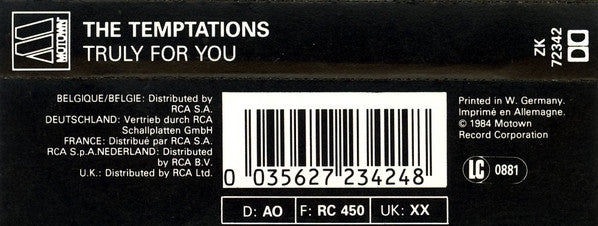 MOTOWN
THE TEMPTATIONS
TRULY FOR YOU
ZK
72342
BELGIQUE/BFLGIE: Distributed by
RCA S.A.
DEUTSCHLAND: Vertrieb durch RCA
Schallplatten GmbH
FRANCE: Distribué par RCA S.A.
RCA S.p.A.NEDERLAND: Distributed
by RCA B.V.
U.K.: Distributed by RCA Ltd.
0 035627 234248
D: AO F: RC 450 UK: XX
Printed in W. Germany.
Imprimé en Allemagne.
© 1984 Motown
Record Corporation
LC 0881